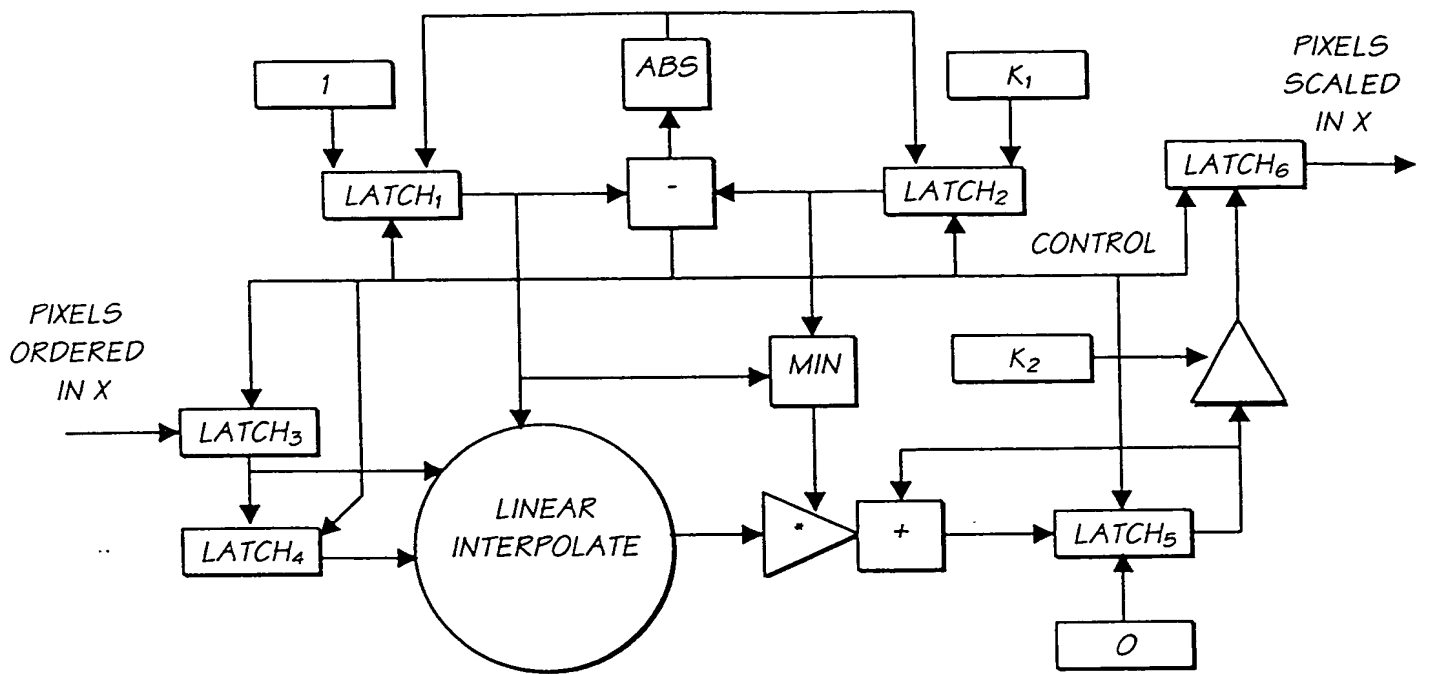 PIXELS
SCALED
IN X
ABS
1
K₁
LATCH₁
-
LATCH₂
LATCH₆
CONTROL
PIXELS
ORDERED
IN X
K₂
MIN
LATCH₃
LINEAR
INTERPOLATE
*
+
LATCH₅
LATCH₄
0